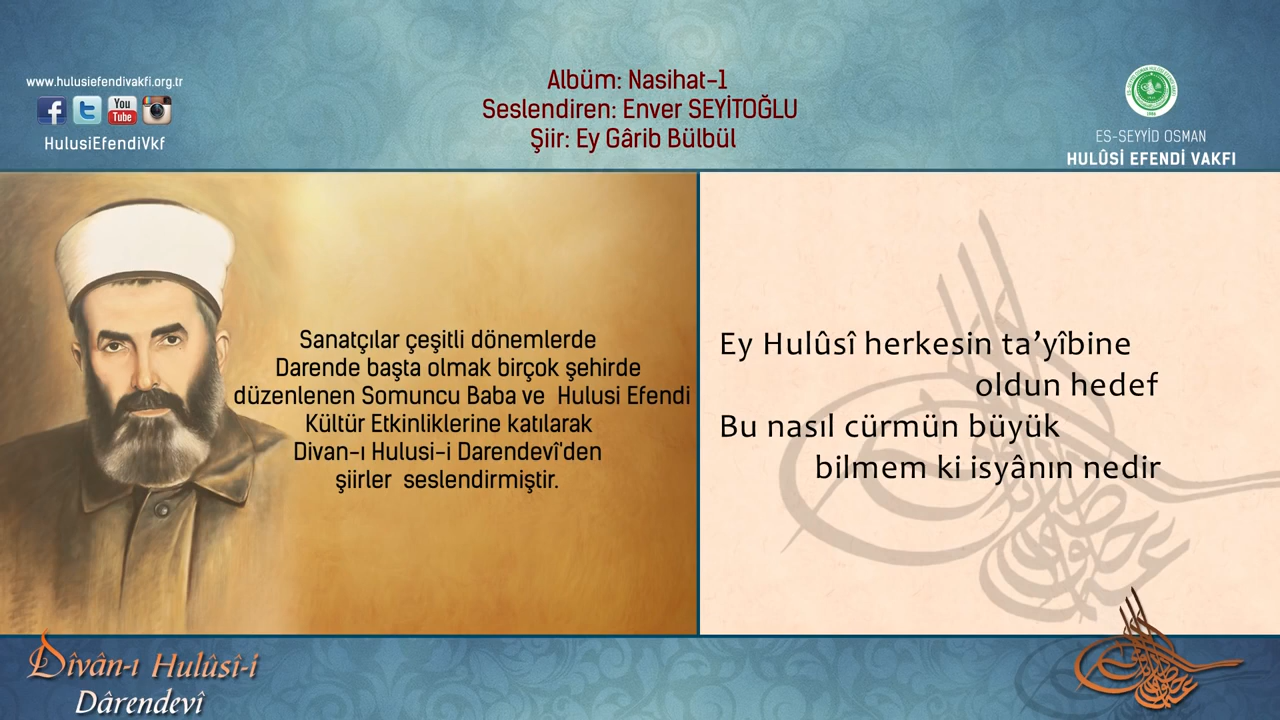 www.hulusiefendivakfi.org.tr
You
Tube
HulusiEfendiVkf
Albüm: Nasihat-1
Seslendiren: Enver SEYİTOĞLU
Şiir: Ey Gârib Bülbül
ES-SEYYİD OSMAN
HULÛSİ EFENDİ VAKFI
Sanatçılar çeşitli dönemlerde
Darende başta olmak birçok şehirde
düzenlenen Somuncu Baba ve Hulusi Efendi
Kültür Etkinliklerine katılarak
Divan-ı Hulusi-i Darendevî'den
şiirler seslendirmiştir.
Ey Hulûsî herkesin ta’yîbine
oldun hedef
Bu nasıl cürmün büyük
bilmem ki isyânın nedir
Dîvân-ı Hulûsî-i
Dârendevî